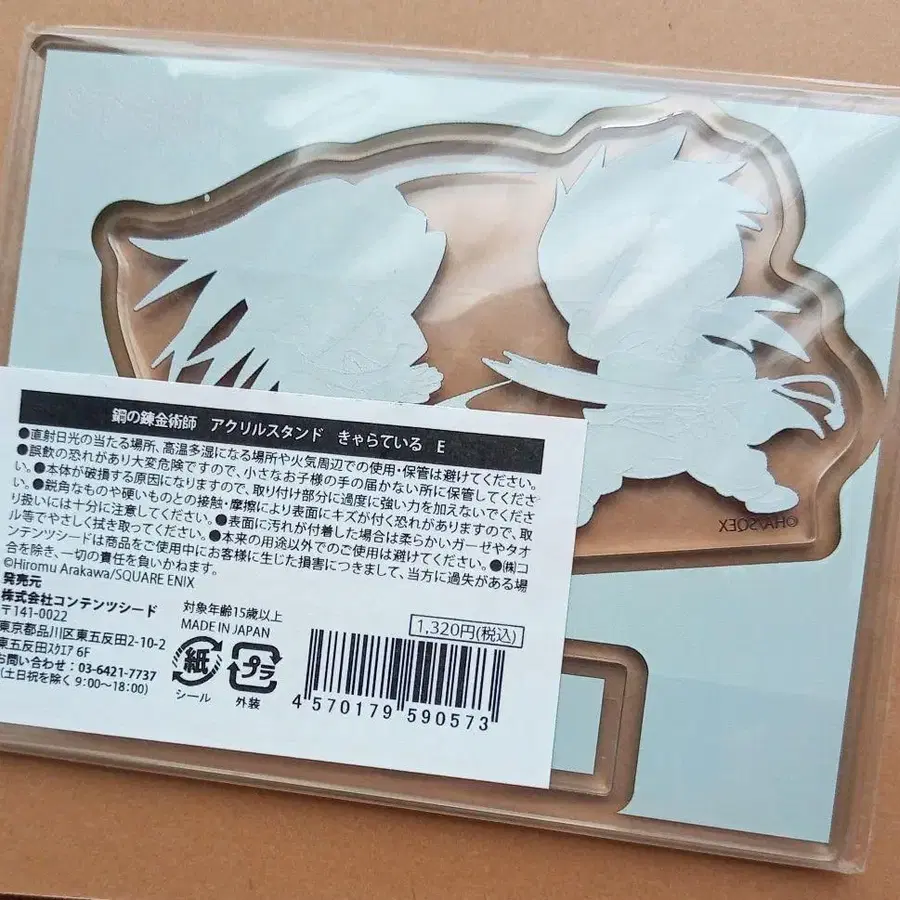 ©HA/SQEX
鋼の錬金術師 アクリルスタンド きゃらている E
●直射日光の当たる場所、高温多湿になる場所や火気周辺での使用・保管は避けてください。
●誤飲の恐れがあり大変危険ですので、小さなお子様の手の届かない所に保管してくださ
い。●本体が破損する原因になりますので、取り付け部分に過度に強い力を加えないでくださ
い。●鋭角なものや硬いものとの接触・摩擦により表面にキズが付く恐れがありますので、取
り扱いには十分に注意してください。●表面に汚れが付着した場合は柔らかいガーゼやタオ
ル等でやさしく拭き取ってください。●本来の用途以外でのご使用は避けてください。●㈱コ
ンテンツシードは商品をご使用中にお客様に生じた損害につきまして、当方に過失がある場
合を除き、一切の責任を負いかねます。
©Hiromu Arakawa/SQUARE ENIX
発売元
株式会社コンテンツシード
〒141-0022
東京都品川区東五反田2-10-2
東五反田スクエア 6F
お問い合わせ：03-6421-7737
(土日祝を除く 9:00〜18:00)
対象年齢15歳以上
MADE IN JAPAN
紙
シール
プラ
外装
1,320円(税込)
4 570179 590573